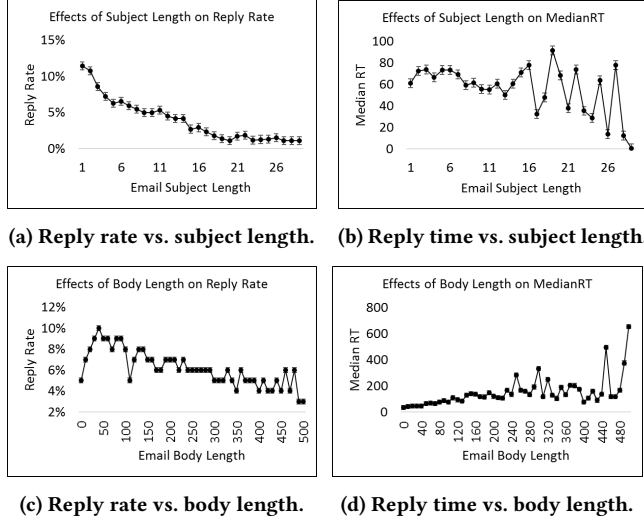 Effects of Subject Length on Reply Rate
15%
10%
5%
0%
Reply Rate
1 6 11 16 21 26
Email Subject Length
(a) Reply rate vs. subject length.
Effects of Subject Length on MedianRT
100
80
60
40
20
0
Median RT
1 6 11 16 21 26
Email Subject Length
(b) Reply time vs. subject length.
Effects of Body Length on Reply Rate
12%
10%
8%
6%
4%
2%
Reply Rate
0 50 100 150 200 250 300 350 400 450 500
Email Body Length
(c) Reply rate vs. body length.
Effects of Body Length on MedianRT
800
600
400
200
0
Median RT
0 40 80 120 160 200 240 280 320 360 400 440 480
Email Body Length
(d) Reply time vs. body length.